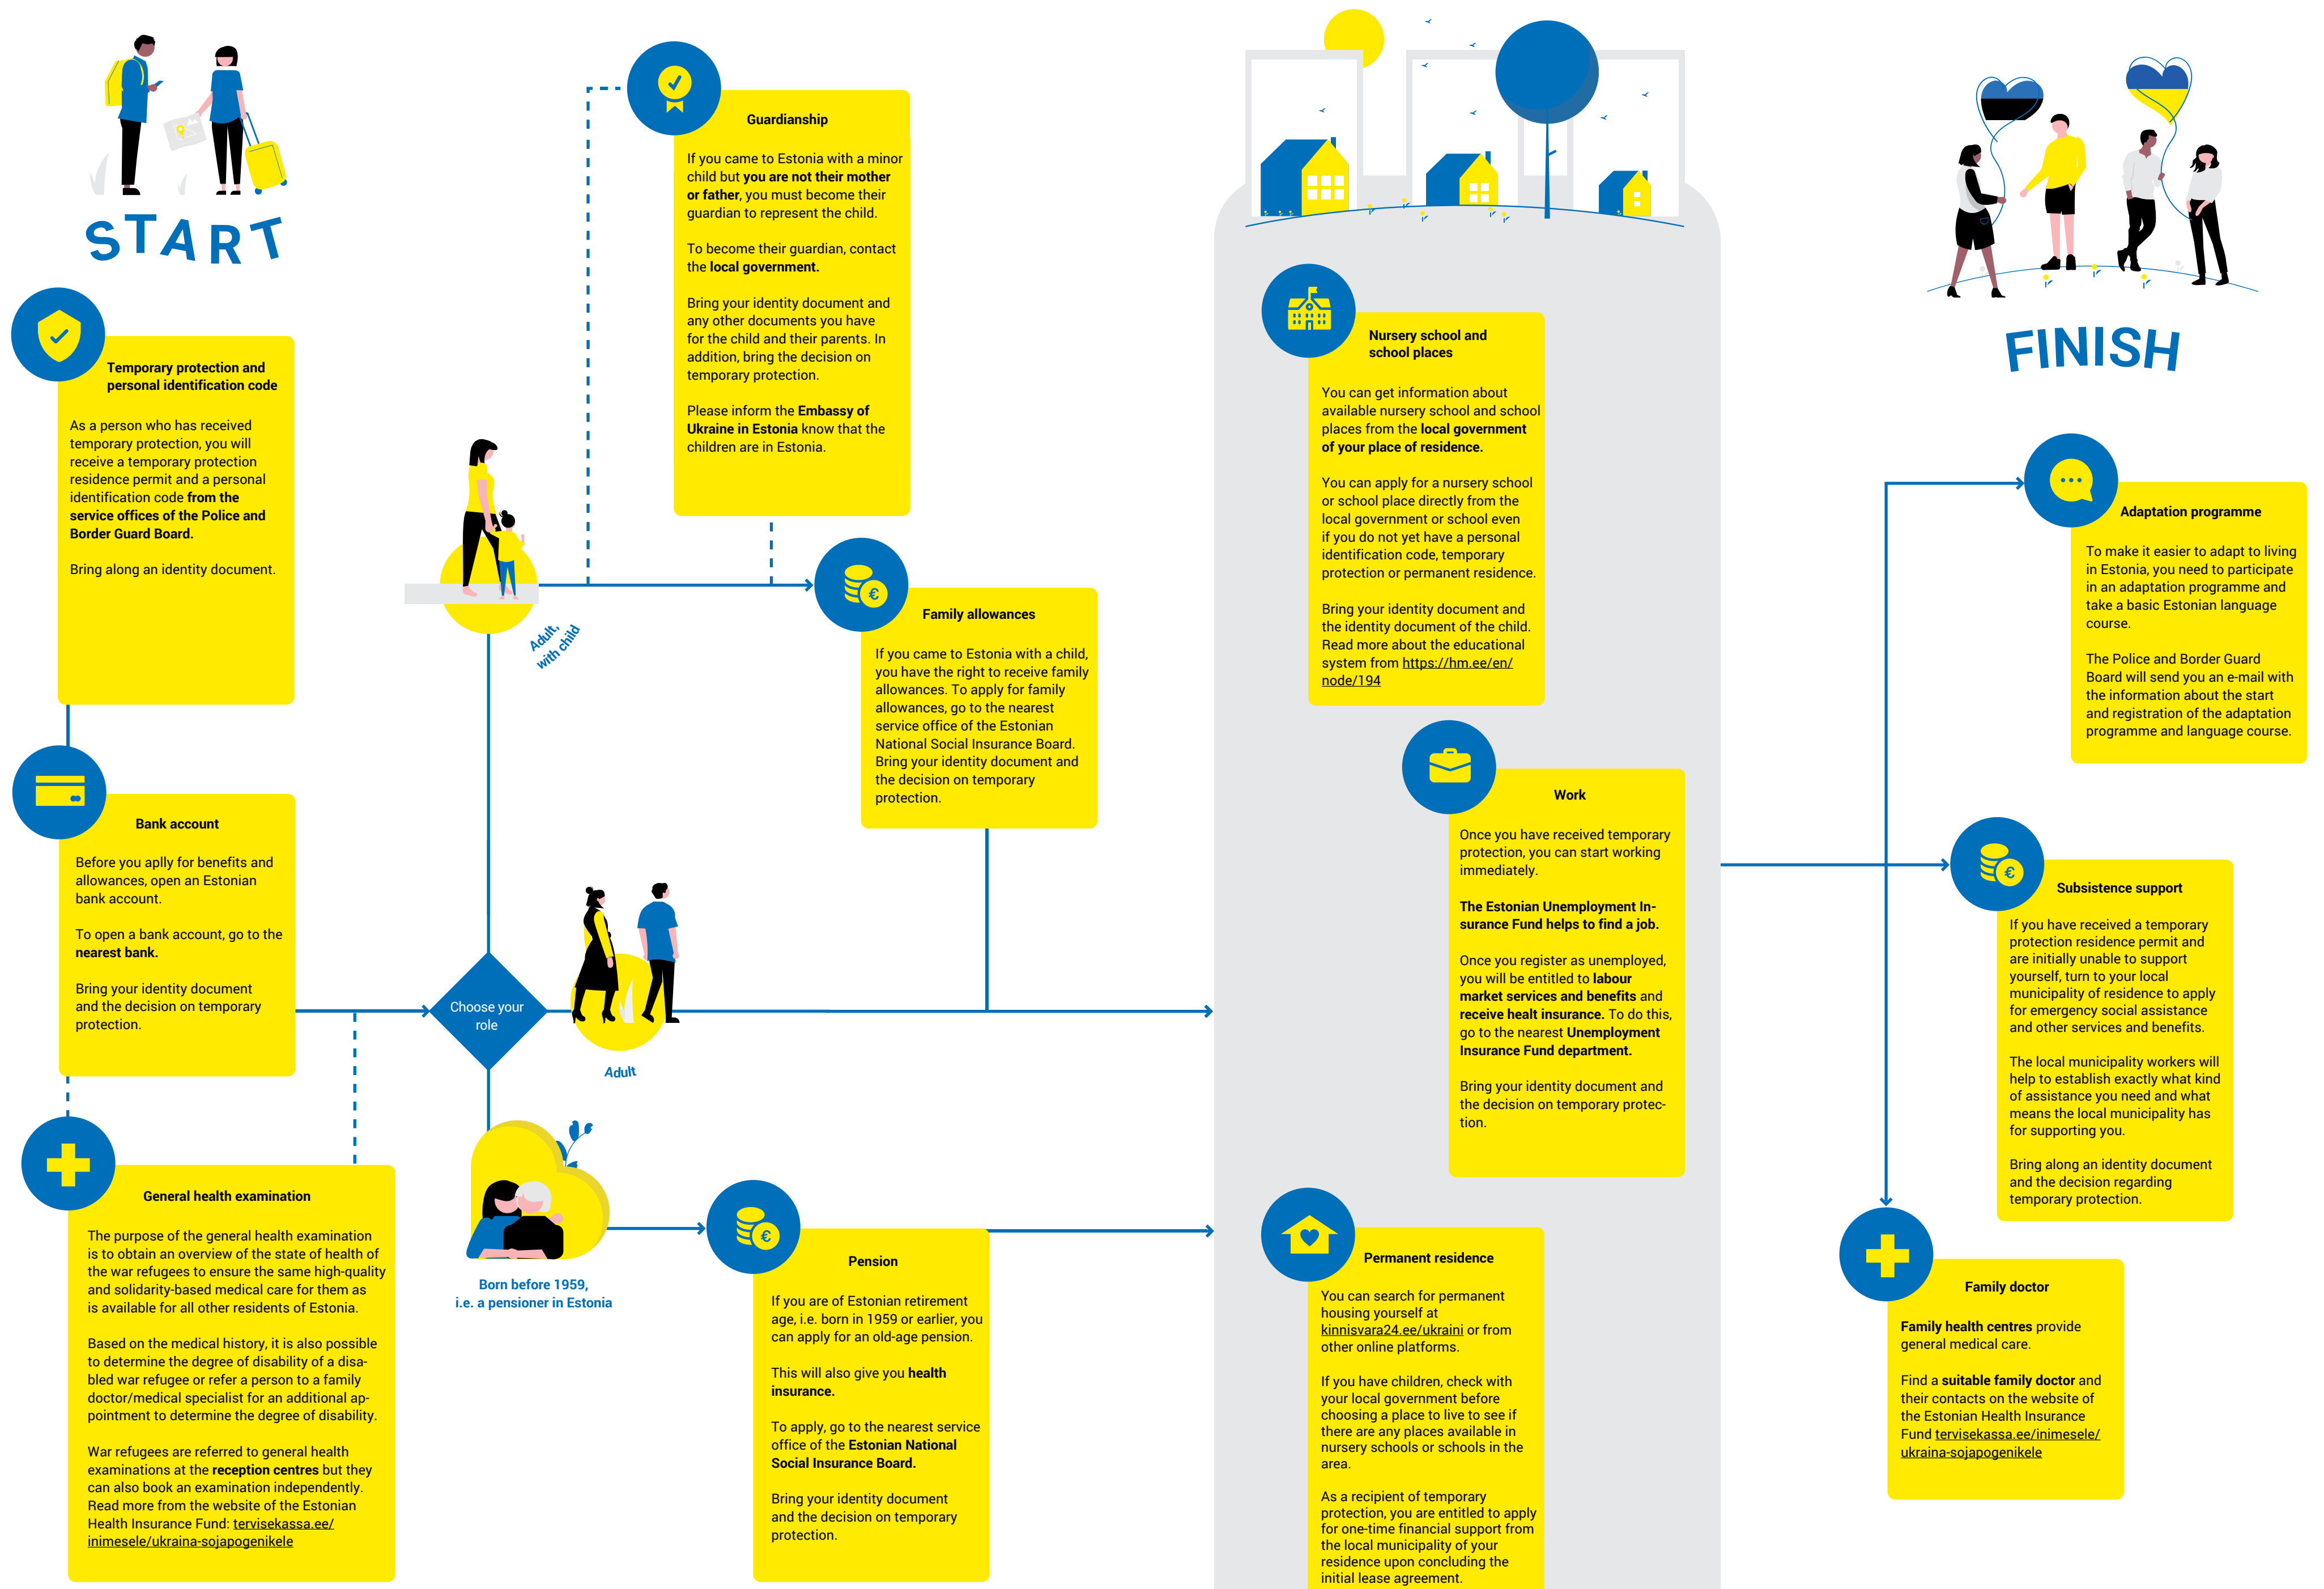 START
Temporary protection and
personal identification code
As a person who has received
temporary protection, you will
receive a temporary protection
residence permit and a personal
identification code from the
service offices of the Police and
Border Guard Board.
Bring along an identity document.
Bank account
Before you aplly for benefits and
allowances, open an Estonian
bank account.
To open a bank account, go to the
nearest bank.
Bring your identity document
and the decision on temporary
protection.
General health examination
The purpose of the general health examination
is to obtain an overview of the state of health of
the war refugees to ensure the same high-quality
and solidarity-based medical care for them as
is available for all other residents of Estonia.
Based on the medical history, it is also possible
to determine the degree of disability of a disa-
bled war refugee or refer a person to a family
doctor/medical specialist for an additional ap-
pointment to determine the degree of disability.
War refugees are referred to general health
examinations at the reception centres but they
can also book an examination independently.
Read more from the website of the Estonian
Health Insurance Fund: tervisekassa.ee/
inimesele/ukraina-sojapogenikele
Choose your
role
Adult,
with child
Adult
Born before 1959,
i.e. a pensioner in Estonia
Guardianship
If you came to Estonia with a minor
child but you are not their mother
or father, you must become their
guardian to represent the child.
To become their guardian, contact
the local government.
Bring your identity document and
any other documents you have
for the child and their parents. In
addition, bring the decision on
temporary protection.
Please inform the Embassy of
Ukraine in Estonia know that the
children are in Estonia.
€
Family allowances
If you came to Estonia with a child,
you have the right to receive family
allowances. To apply for family
allowances, go to the nearest
service office of the Estonian
National Social Insurance Board.
Bring your identity document and
the decision on temporary
protection.
€
Pension
If you are of Estonian retirement
age, i.e. born in 1959 or earlier, you
can apply for an old-age pension.
This will also give you health
insurance.
To apply, go to the nearest service
office of the Estonian National
Social Insurance Board.
Bring your identity document
and the decision on temporary
protection.
Nursery school and
school places
You can get information about
available nursery school and school
places from the local government
of your place of residence.
You can apply for a nursery school
or school place directly from the
local government or school even
if you do not yet have a personal
identification code, temporary
protection or permanent residence.
Bring your identity document and
the identity document of the child.
Read more about the educational
system from https://hm.ee/en/
node/194
Work
Once you have received temporary
protection, you can start working
immediately.
The Estonian Unemployment In-
surance Fund helps to find a job.
Once you register as unemployed,
you will be entitled to labour
market services and benefits and
receive healt insurance. To do this,
go to the nearest Unemployment
Insurance Fund department.
Bring your identity document and
the decision on temporary protec-
tion.
Permanent residence
You can search for permanent
housing yourself at
kinnisvara24.ee/ukraini or from
other online platforms.
If you have children, check with
your local government before
choosing a place to live to see if
there are any places available in
nursery schools or schools in the
area.
As a recipient of temporary
protection, you are entitled to apply
for one-time financial support from
the local municipality of your
residence upon concluding the
initial lease agreement.
FINISH
Adaptation programme
To make it easier to adapt to living
in Estonia, you need to participate
in an adaptation programme and
take a basic Estonian language
course.
The Police and Border Guard
Board will send you an e-mail with
the information about the start
and registration of the adaptation
programme and language course.
€
Subsistence support
If you have received a temporary
protection residence permit and
are initially unable to support
yourself, turn to your local
municipality of residence to apply
for emergency social assistance
and other services and benefits.
The local municipality workers will
help to establish exactly what kind
of assistance you need and what
means the local municipality has
for supporting you.
Bring along an identity document
and the decision regarding
temporary protection.
Family doctor
Family health centres provide
general medical care.
Find a suitable family doctor and
their contacts on the website of
the Estonian Health Insurance
Fund tervisekassa.ee/inimesele/
ukraina-sojapogenikele